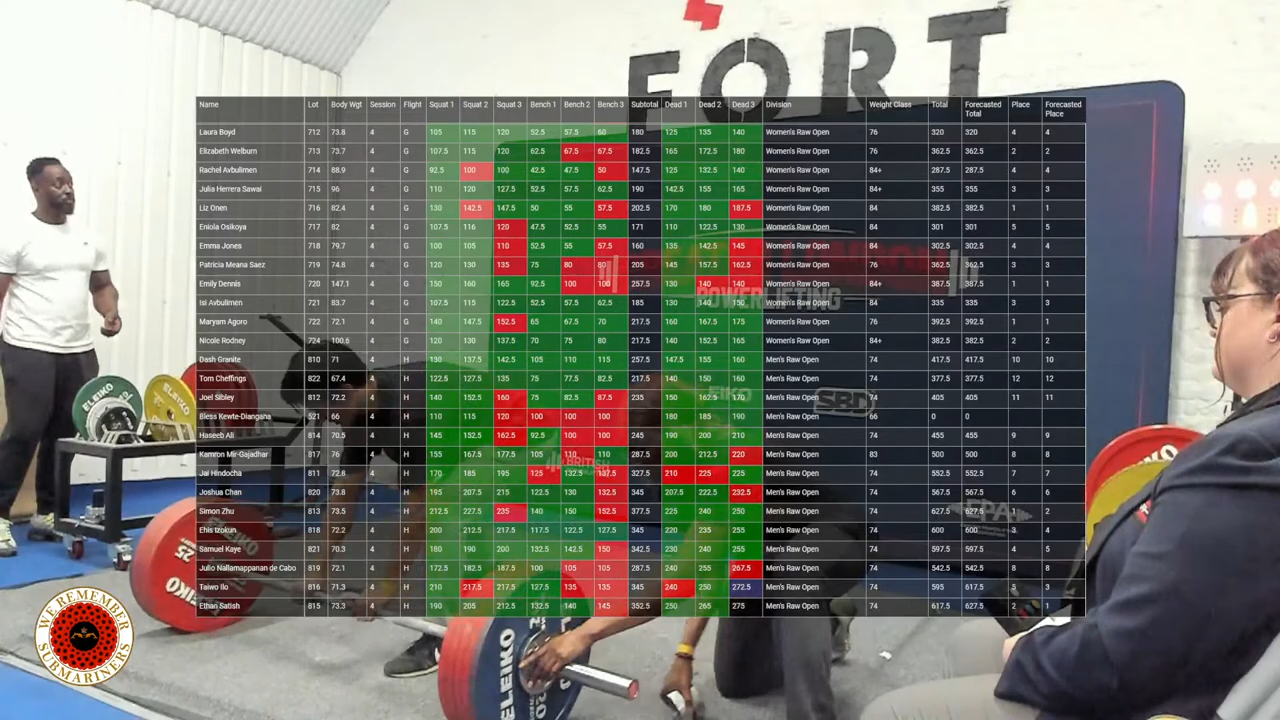 FORT
Name Lot Body Wgt Session Flight Squat 1 Squat 2 Squat 3 Bench 1 Bench 2 Bench 3 Subtotal Dead 1 Dead 2 Dead 3 Division Weight Class Total Forecasted Total Place Forecasted Place
Laura Boyd 712 73.8 4 G 105 115 120 52.5 57.5 60 180 125 135 140 Women's Raw Open 76 320 320 4 4
Elizabeth Welburn 713 73.7 4 G 107.5 115 120 62.5 67.5 67.5 182.5 165 172.5 180 Women's Raw Open 76 362.5 362.5 2 2
Rachel Avbulimen 714 88.9 4 G 92.5 100 100 42.5 47.5 50 147.5 125 132.5 140 Women's Raw Open 84+ 287.5 287.5 4 4
Julia Herrera Sawai 715 96 4 G 110 120 127.5 52.5 57.5 62.5 190 142.5 155 165 Women's Raw Open 84+ 355 355 3 3
Liz Onen 716 82.4 4 G 130 142.5 147.5 50 55 57.5 202.5 170 180 187.5 Women's Raw Open 84 382.5 382.5 1 1
Eniola Osikoya 717 82 4 G 107.5 116 120 47.5 52.5 55 171 110 122.5 130 Women's Raw Open 84 301 301 5 5
Emma Jones 718 79.7 4 G 100 105 110 52.5 55 57.5 160 135 142.5 145 Women's Raw Open 84 302.5 302.5 4 4
Patricia Meana Saez 719 74.8 4 G 120 130 135 75 80 80 205 145 157.5 162.5 Women's Raw Open 76 362.5 362.5 3 3
Emily Dennis 720 147.1 4 G 150 160 165 92.5 100 100 257.5 130 140 140 Women's Raw Open 84+ 387.5 387.5 1 1
Isi Avbulimen 721 83.7 4 G 107.5 115 122.5 52.5 57.5 62.5 185 130 140 150 Women's Raw Open 84 335 335 3 3
Maryam Agoro 722 72.1 4 G 140 147.5 152.5 65 67.5 70 217.5 160 167.5 175 Women's Raw Open 76 392.5 392.5 1 1
Nicole Rodney 724 100.6 4 G 120 130 137.5 70 75 80 217.5 140 150 165 Women's Raw Open 84+ 382.5 382.5 2 2
Dash Granite 810 71 4 H 130 137.5 142.5 105 110 115 257.5 147.5 155 160 Men's Raw Open 74 417.5 417.5 10 10
Tom Cheffings 822 67.4 4 H 122.5 127.5 135 75 77.5 82.5 217.5 140 150 160 Men's Raw Open 74 377.5 377.5 12 12
Joel Sibley 812 72.2 4 H 140 152.5 160 75 82.5 87.5 235 150 162.5 170 Men's Raw Open 74 405 405 11 11
Bless Kewte-Diangana 521 66 4 H 110 115 120 100 100 100 180 185 190 Men's Raw Open 66 0 0
Haseeb Ali 814 70.5 4 H 145 152.5 162.5 92.5 100 100 245 190 200 210 Men's Raw Open 74 455 455 9 9
Kamron Mir-Gajadhar 817 76 4 H 155 167.5 177.5 105 110 110 287.5 200 212.5 220 Men's Raw Open 83 500 500 8 8
Jai Hindocha 811 72.8 4 H 170 185 195 125 132.5 137.5 327.5 210 225 225 Men's Raw Open 74 552.5 552.5 7 7
Joshua Chan 820 73.8 4 H 195 207.5 215 122.5 130 132.5 345 207.5 222.5 232.5 Men's Raw Open 74 567.5 567.5 6 6
Simon Zhu 813 73.5 4 H 212.5 227.5 235 140 150 152.5 377.5 225 240 250 Men's Raw Open 74 627.5 627.5 1 2
Ehis Izokun 818 72.2 4 H 200 212.5 217.5 117.5 122.5 127.5 345 220 235 255 Men's Raw Open 74 600 600 3 4
Samuel Kaye 821 70.3 4 H 180 190 200 132.5 142.5 150 342.5 230 240 255 Men's Raw Open 74 597.5 597.5 4 5
Julio Nallamappanan de Cabo 819 72.1 4 H 172.5 182.5 187.5 100 105 105 287.5 240 255 267.5 Men's Raw Open 74 542.5 542.5 8 8
Taiwo Ilo 816 71.3 4 H 210 217.5 217.5 127.5 135 135 345 240 250 272.5 Men's Raw Open 74 595 617.5 5 3
Ethan Satish 815 73.3 4 H 190 205 212.5 132.5 140 145 352.5 250 265 275 Men's Raw Open 74 617.5 627.5 2 1
POWERLIFTING
SBD
BRITISH
EPA
ELEIKO
ELEIKO
25
ELEIKO
20
WE REMEMBER SUBMARINERS